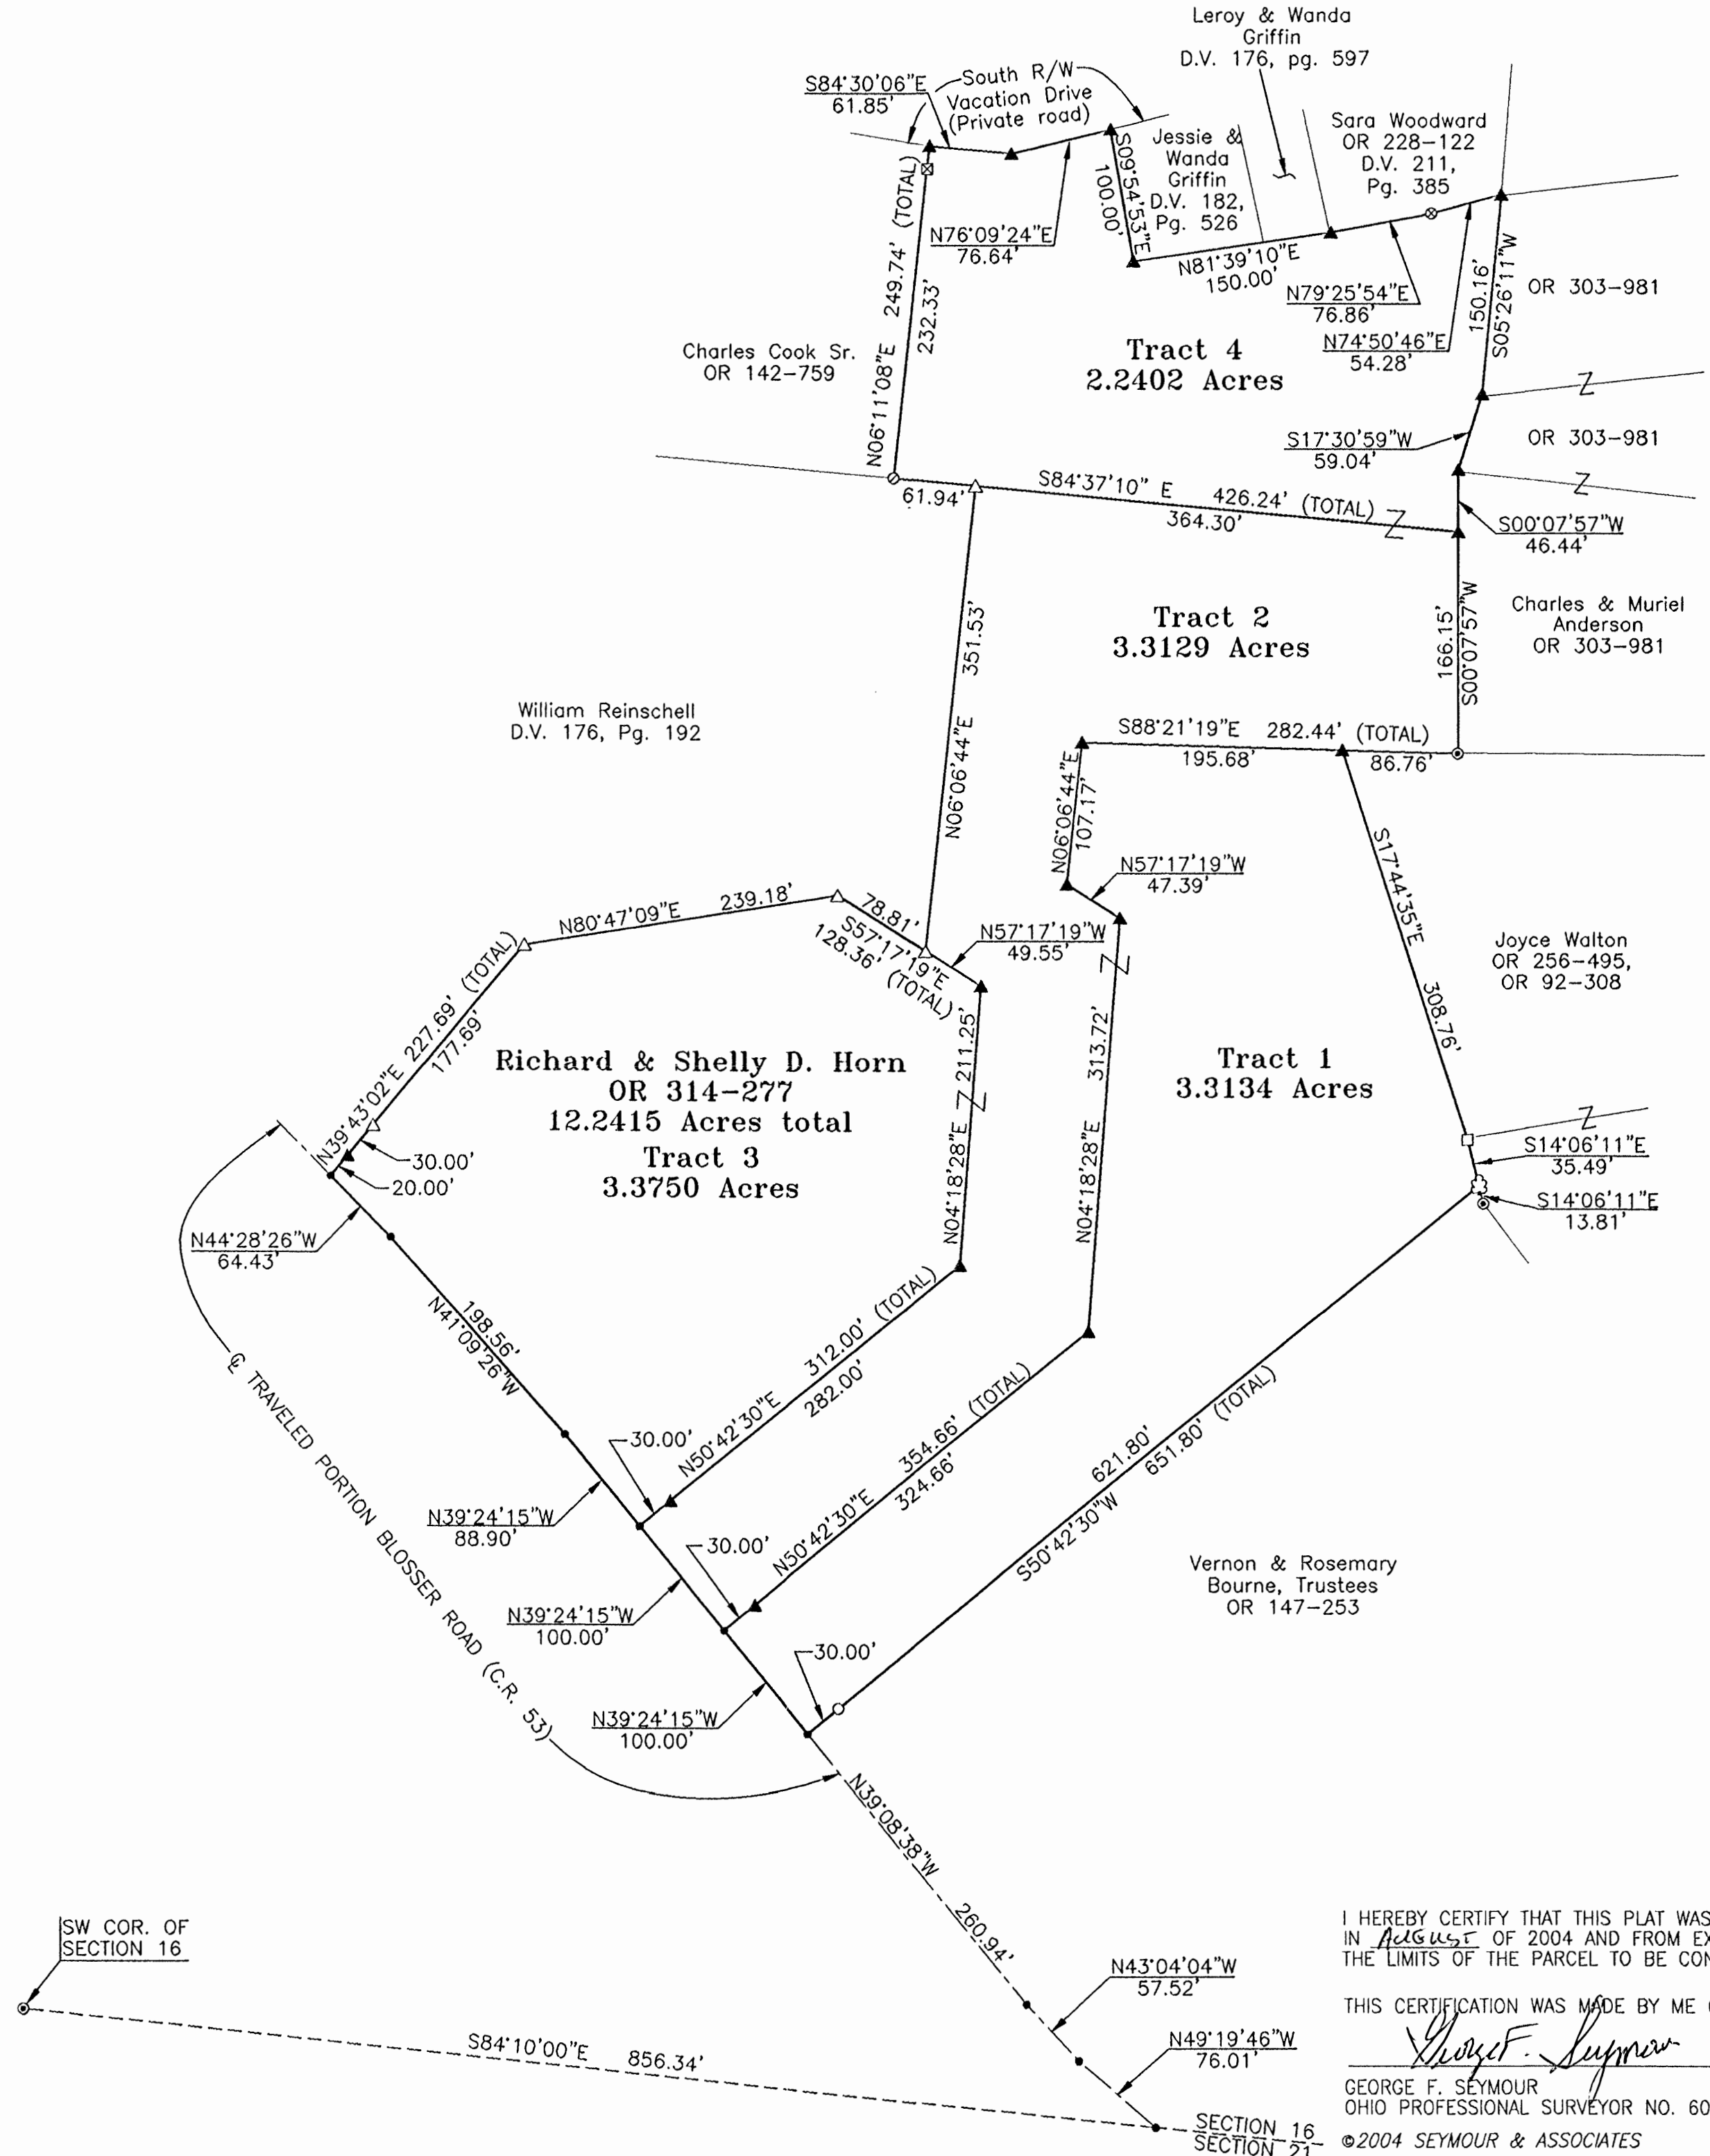 Leroy & Wanda
Griffin
D.V. 176, pg. 597
S84°30'06"E
61.85'
South R/W
Vacation Drive
(Private road)
Jessie &
Wanda
Griffin
D.V. 182,
Pg. 526
Sara Woodward
OR 228-122
D.V. 211,
Pg. 385
S09°54'53"E
100.00'
N76°09'24"E
76.64'
N81°39'10"E
150.00'
N79°25'54"E
76.86'
N74°50'46"E
54.28'
150.16'
S05°26'11"W
OR 303-981
N06°11'08"E 249.74' (TOTAL)
232.33'
Charles Cook Sr.
OR 142-759
Tract 4
2.2402 Acres
S17°30'59"W
59.04'
OR 303-981
61.94'
S84°37'10" E 426.24' (TOTAL)
364.30'
S00°07'57"W
46.44'
Tract 2
3.3129 Acres
166.15'
S00°07'57"W
Charles & Muriel
Anderson
OR 303-981
N06°06'44"E 351.53'
William Reinschell
D.V. 176, Pg. 192
S88°21'19"E 282.44' (TOTAL)
195.68'
86.76'
N06°06'44"E
107.17'
N57°17'19"W
47.39'
S17°44'35"E 308.76'
N80°47'09"E 239.18'
78.81'
S57°17'19"E
128.36' (TOTAL)
N57°17'19"W
49.55'
Joyce Walton
OR 256-495,
OR 92-308
N39°43'02"E 227.69' (TOTAL)
177.69'
Richard & Shelly D. Horn
OR 314-277
12.2415 Acres total
Tract 3
3.3750 Acres
N04°18'28"E 211.25'
N04°18'28"E 313.72'
Tract 1
3.3134 Acres
30.00'
20.00'
S14°06'11"E
35.49'
S14°06'11"E
13.81'
N44°28'26"W
64.43'
198.56'
N41°09'26"W
N50°42'30"E 312.00' (TOTAL)
282.00'
℄ TRAVELED PORTION BLOSSER ROAD (C.R. 53)
30.00'
N50°42'30"E 354.66' (TOTAL)
324.66'
621.80'
S50°42'30"W 651.80' (TOTAL)
N39°24'15"W
88.90'
30.00'
Vernon & Rosemary
Bourne, Trustees
OR 147-253
N39°24'15"W
100.00'
30.00'
N39°24'15"W
100.00'
N39°08'38"W 260.94'
SW COR. OF
SECTION 16
N43°04'04"W
57.52'
N49°19'46"W
76.01'
S84°10'00"E 856.34'
SECTION 16
SECTION 21
I HEREBY CERTIFY THAT THIS PLAT WAS
IN AUGUST OF 2004 AND FROM EX
THE LIMITS OF THE PARCEL TO BE CON
THIS CERTIFICATION WAS MADE BY ME
George F. Seymour
GEORGE F. SEYMOUR
OHIO PROFESSIONAL SURVEYOR NO. 60
©2004 SEYMOUR & ASSOCIATES